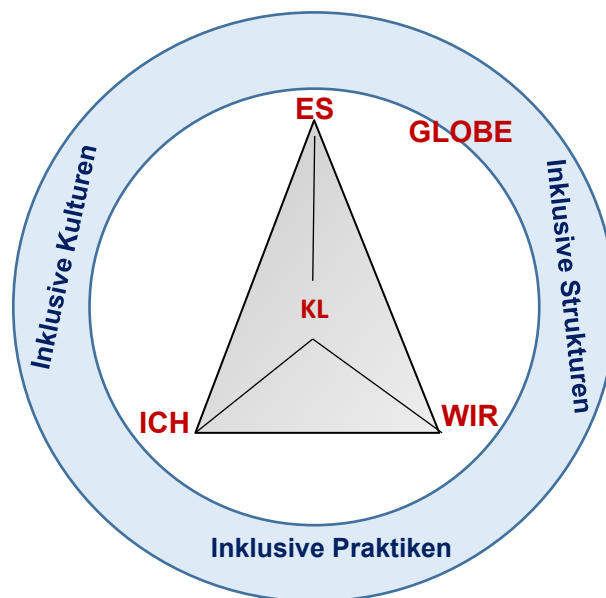 ES
GLOBE
Inklusive Kulturen
Inklusive Strukturen
KL
ICH
WIR
Inklusive Praktiken